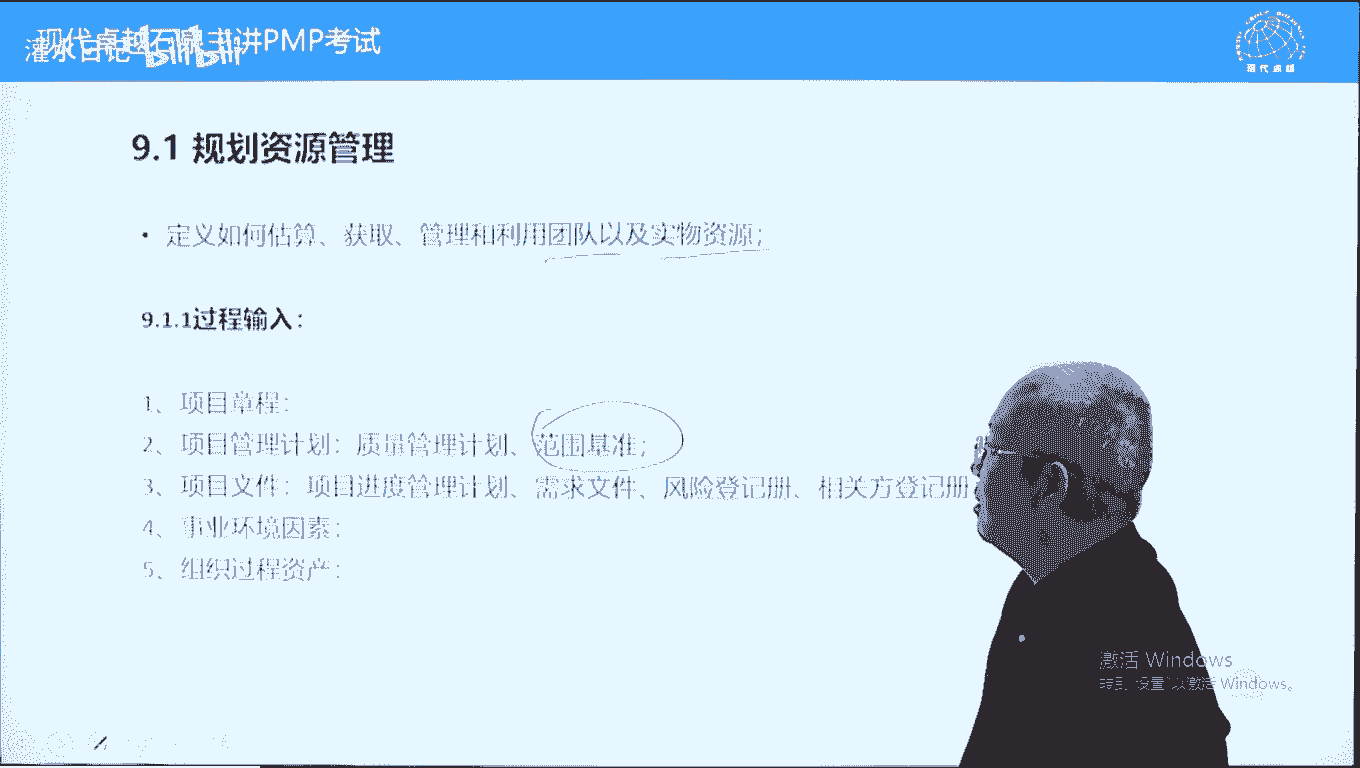 现代卓越石鼎主讲PMP考试
灌水日记 bilibili
现代卓越
9.1 规划资源管理
• 定义如何估算、获取、管理和利用团队以及实物资源；
9.1.1过程输入：
1、项目章程：
2、项目管理计划：质量管理计划、范围基准；
3、项目文件：项目进度管理计划、需求文件、风险登记册、相关方登记册
4、事业环境因素：
5、组织过程资产：
激活 Windows
转到"设置"以激活 Windows。